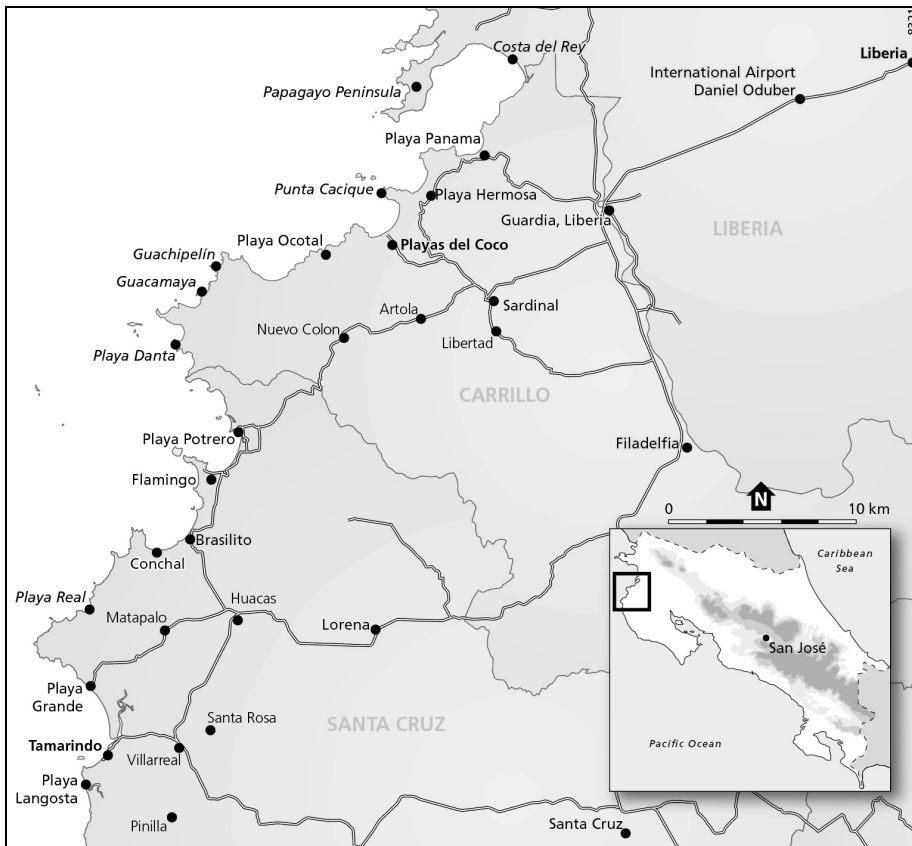 Costa del Rey
Liberia
International Airport
Daniel Oduber
Papagayo Peninsula
Playa Panama
Punta Cacique
Playa Hermosa
Guardia, Liberia
LIBERIA
Playa Ocotal
Playas del Coco
Guachipelín
Guacamaya
Sardinal
Artola
Nuevo Colon
Libertad
Playa Danta
CARRILLO
Playa Potrero
Filadelfia
Flamingo
N
0
10 km
Brasilito
Conchal
Caribbean
Sea
Playa Real
Huacas
Matapalo
Lorena
San José
Playa
Grande
Santa Rosa
SANTA CRUZ
Tamarindo
Villarreal
Pacific Ocean
Playa
Langosta
Pinilla
Santa Cruz